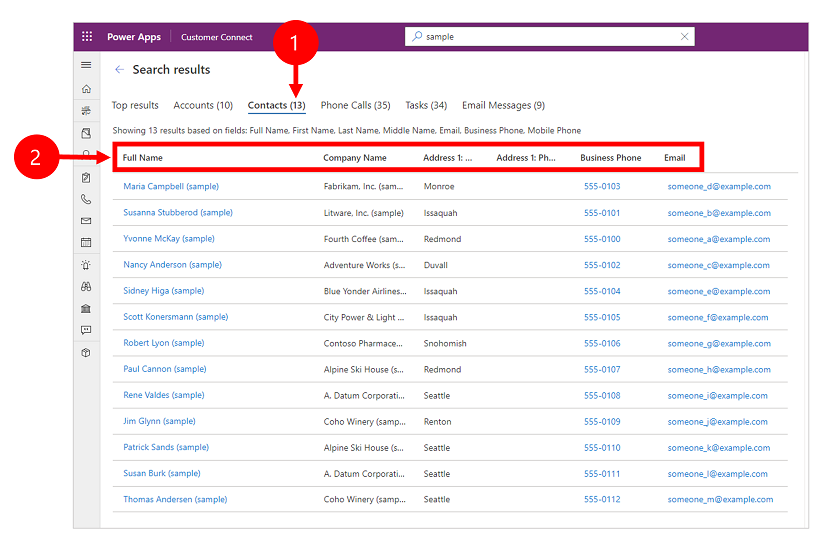 Power Apps Customer Connect sample
1
Search results
Top results Accounts (10) Contacts (13) Phone Calls (35) Tasks (34) Email Messages (9)
Showing 13 results based on fields: Full Name, First Name, Last Name, Middle Name, Email, Business Phone, Mobile Phone
2
Full Name Company Name Address 1: ... Address 1: Ph... Business Phone Email
Maria Campbell (sample) Fabrikam, Inc. (sam... Monroe 555-0103 someone_d@example.com
Susanna Stubberod (sample) Litware, Inc. (sample) Issaquah 555-0101 someone_b@example.com
Yvonne McKay (sample) Fourth Coffee (sam... Redmond 555-0100 someone_a@example.com
Nancy Anderson (sample) Adventure Works (s... Duvall 555-0102 someone_c@example.com
Sidney Higa (sample) Blue Yonder Airlines... Issaquah 555-0104 someone_e@example.com
Scott Konersmann (sample) City Power & Light ... Issaquah 555-0105 someone_f@example.com
Robert Lyon (sample) Contoso Pharmace... Snohomish 555-0106 someone_g@example.com
Paul Cannon (sample) Alpine Ski House (s... Redmond 555-0107 someone_h@example.com
Rene Valdes (sample) A. Datum Corporati... Seattle 555-0108 someone_i@example.com
Jim Glynn (sample) Coho Winery (samp... Renton 555-0109 someone_j@example.com
Patrick Sands (sample) Alpine Ski House (s... Seattle 555-0110 someone_k@example.com
Susan Burk (sample) A. Datum Corporati... Seattle 555-0111 someone_l@example.com
Thomas Andersen (sample) Coho Winery (samp... Seattle 555-0112 someone_m@example.com